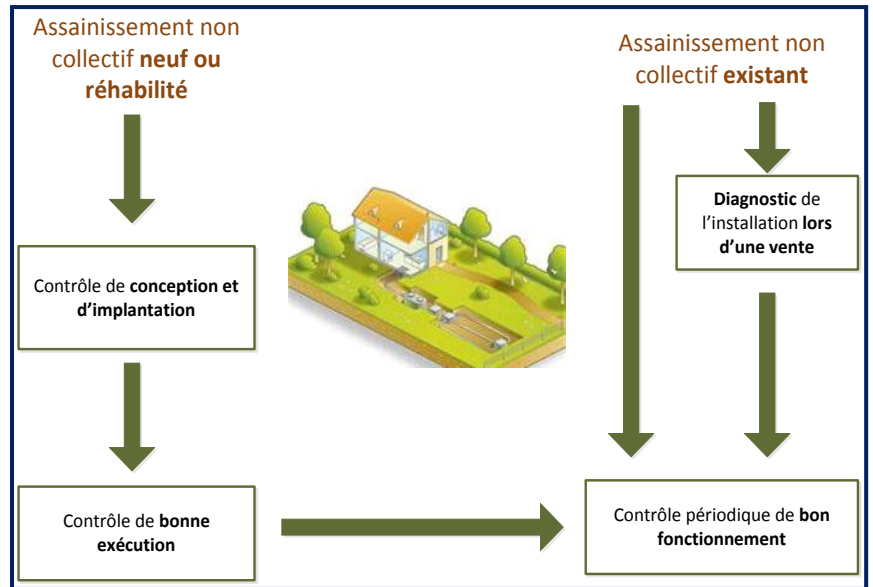 Assainissement non
collectif neuf ou
réhabilité
Contrôle de conception et
d'implantation
Contrôle de bonne
exécution
Assainissement non
collectif existant
Diagnostic de
l'installation lors
d'une vente
Contrôle périodique de bon
fonctionnement